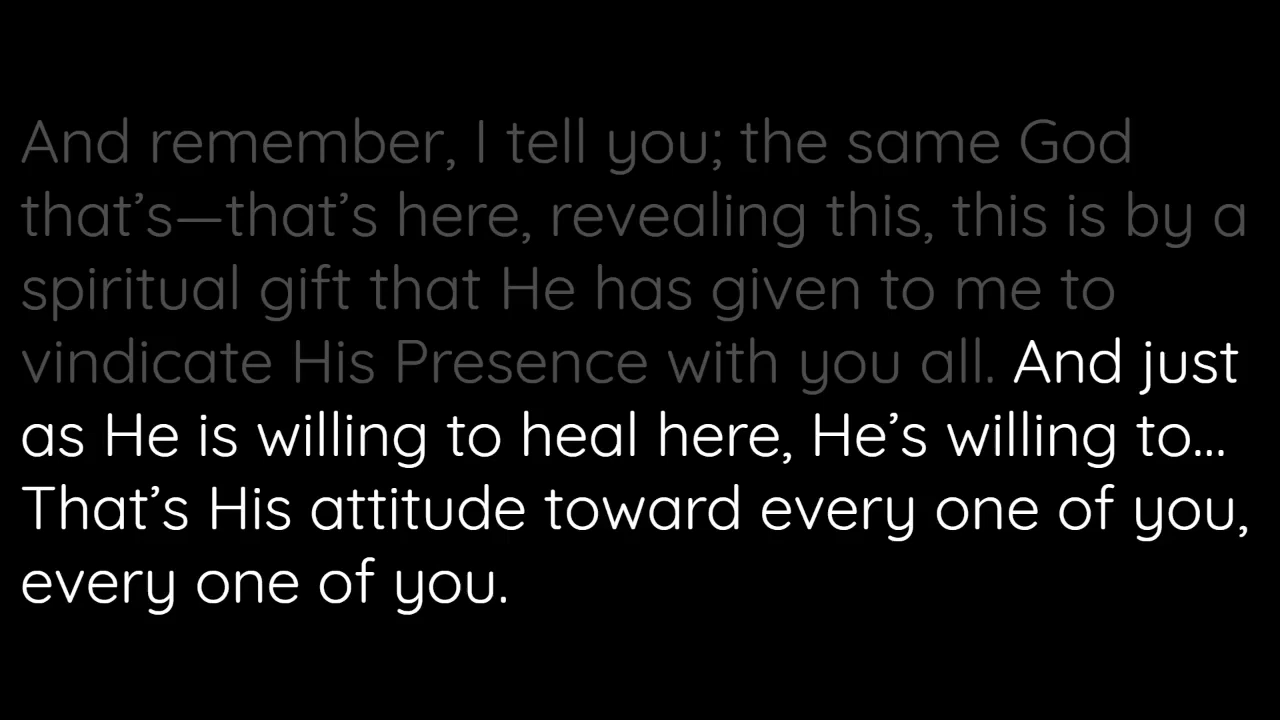 And remember, I tell you; the same God
that’s—that’s here, revealing this, this is by a
spiritual gift that He has given to me to
vindicate His Presence with you all. And just
as He is willing to heal here, He’s willing to...
That’s His attitude toward every one of you,
every one of you.